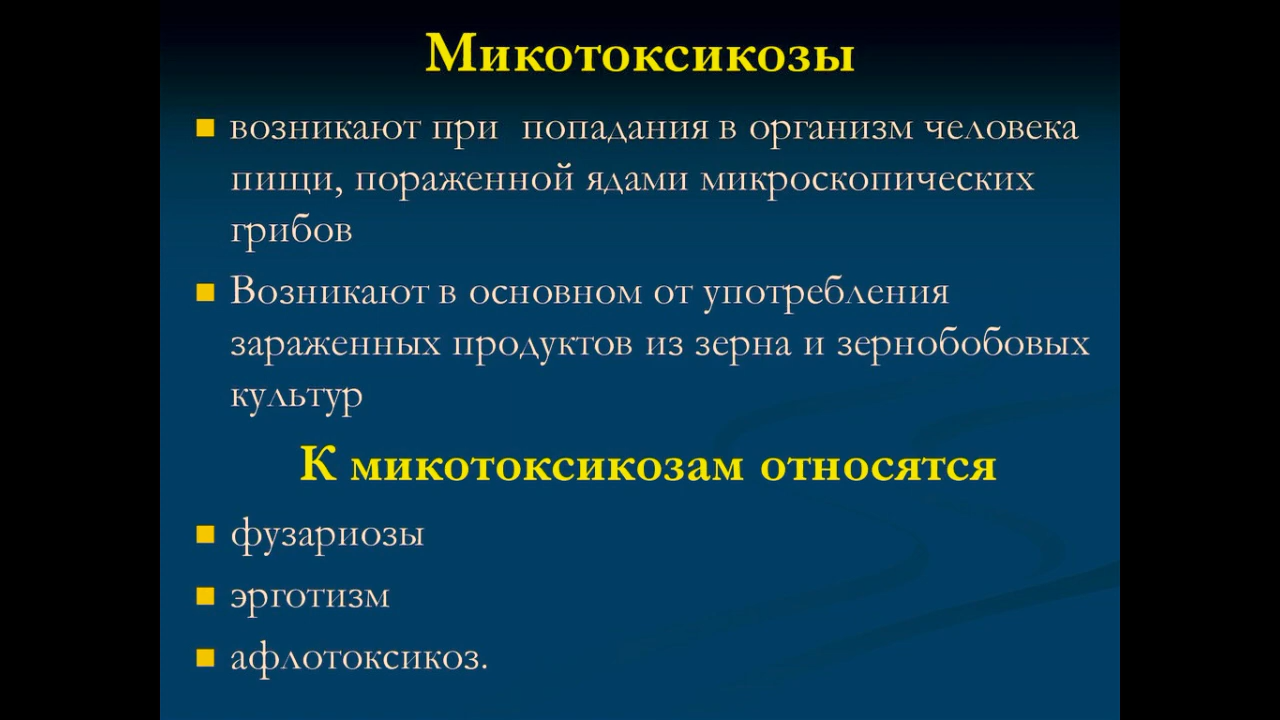 Микотоксикозы
возникают при попадания в организм человека
пищи, пораженной ядами микроскопических
грибов
Возникают в основном от употребления
зараженных продуктов из зерна и зернобобовых
культур
К микотоксикозам относятся
фузариозы
эрготизм
афлотоксикоз.